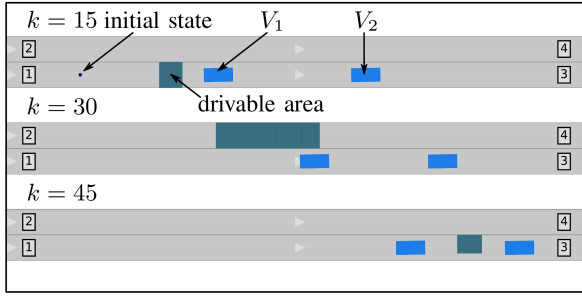 k = 15 initial state V₁ V₂
2 4
1 3
drivable area
k = 30
2 4
1 3
k = 45
2 4
1 3